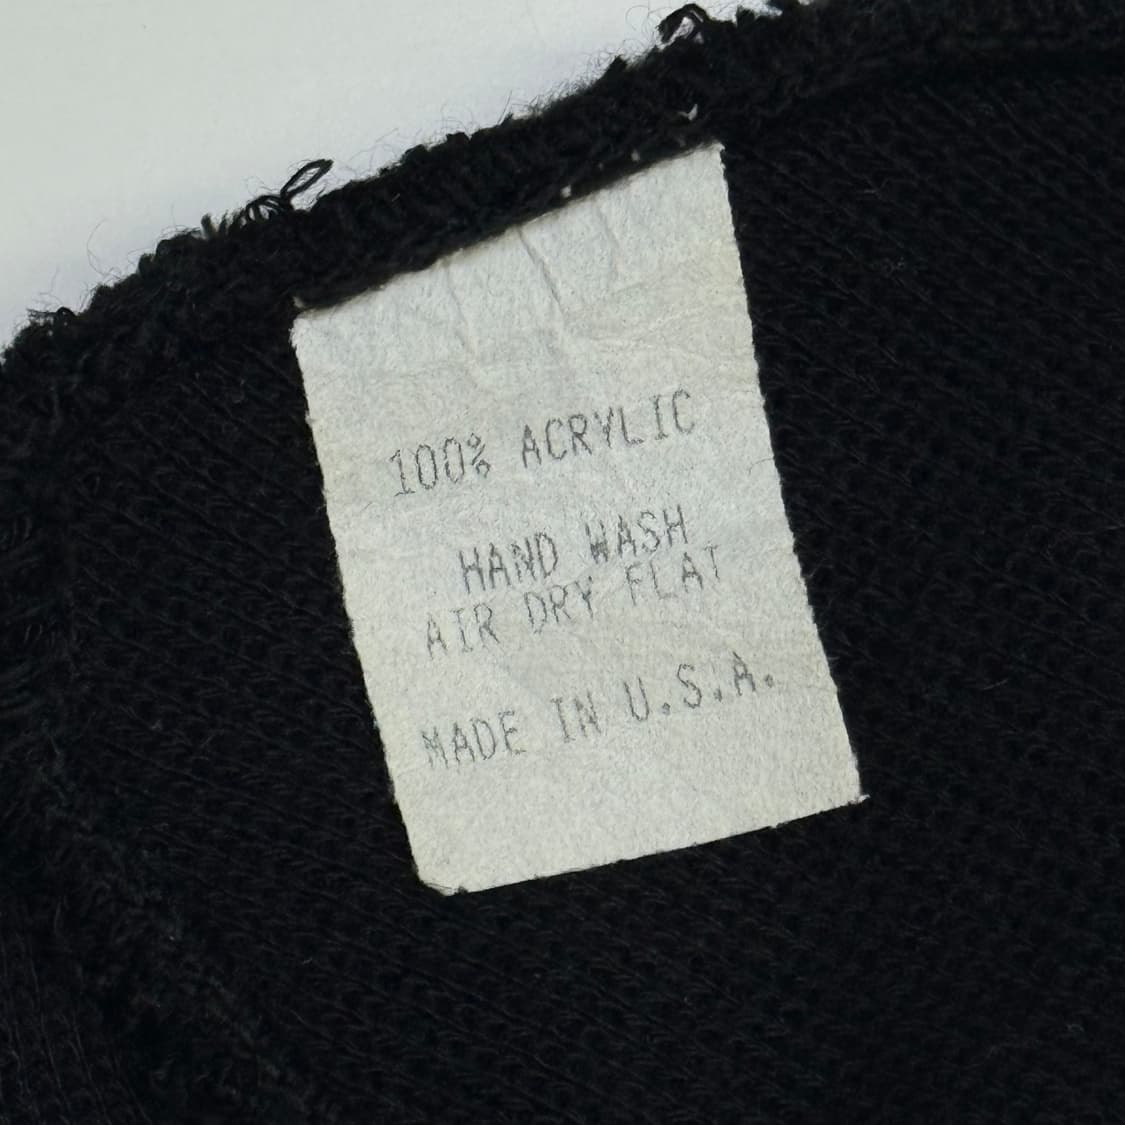 100% ACRYLIC
HAND WASH
AIR DRY FLAT
MADE IN U.S.A.